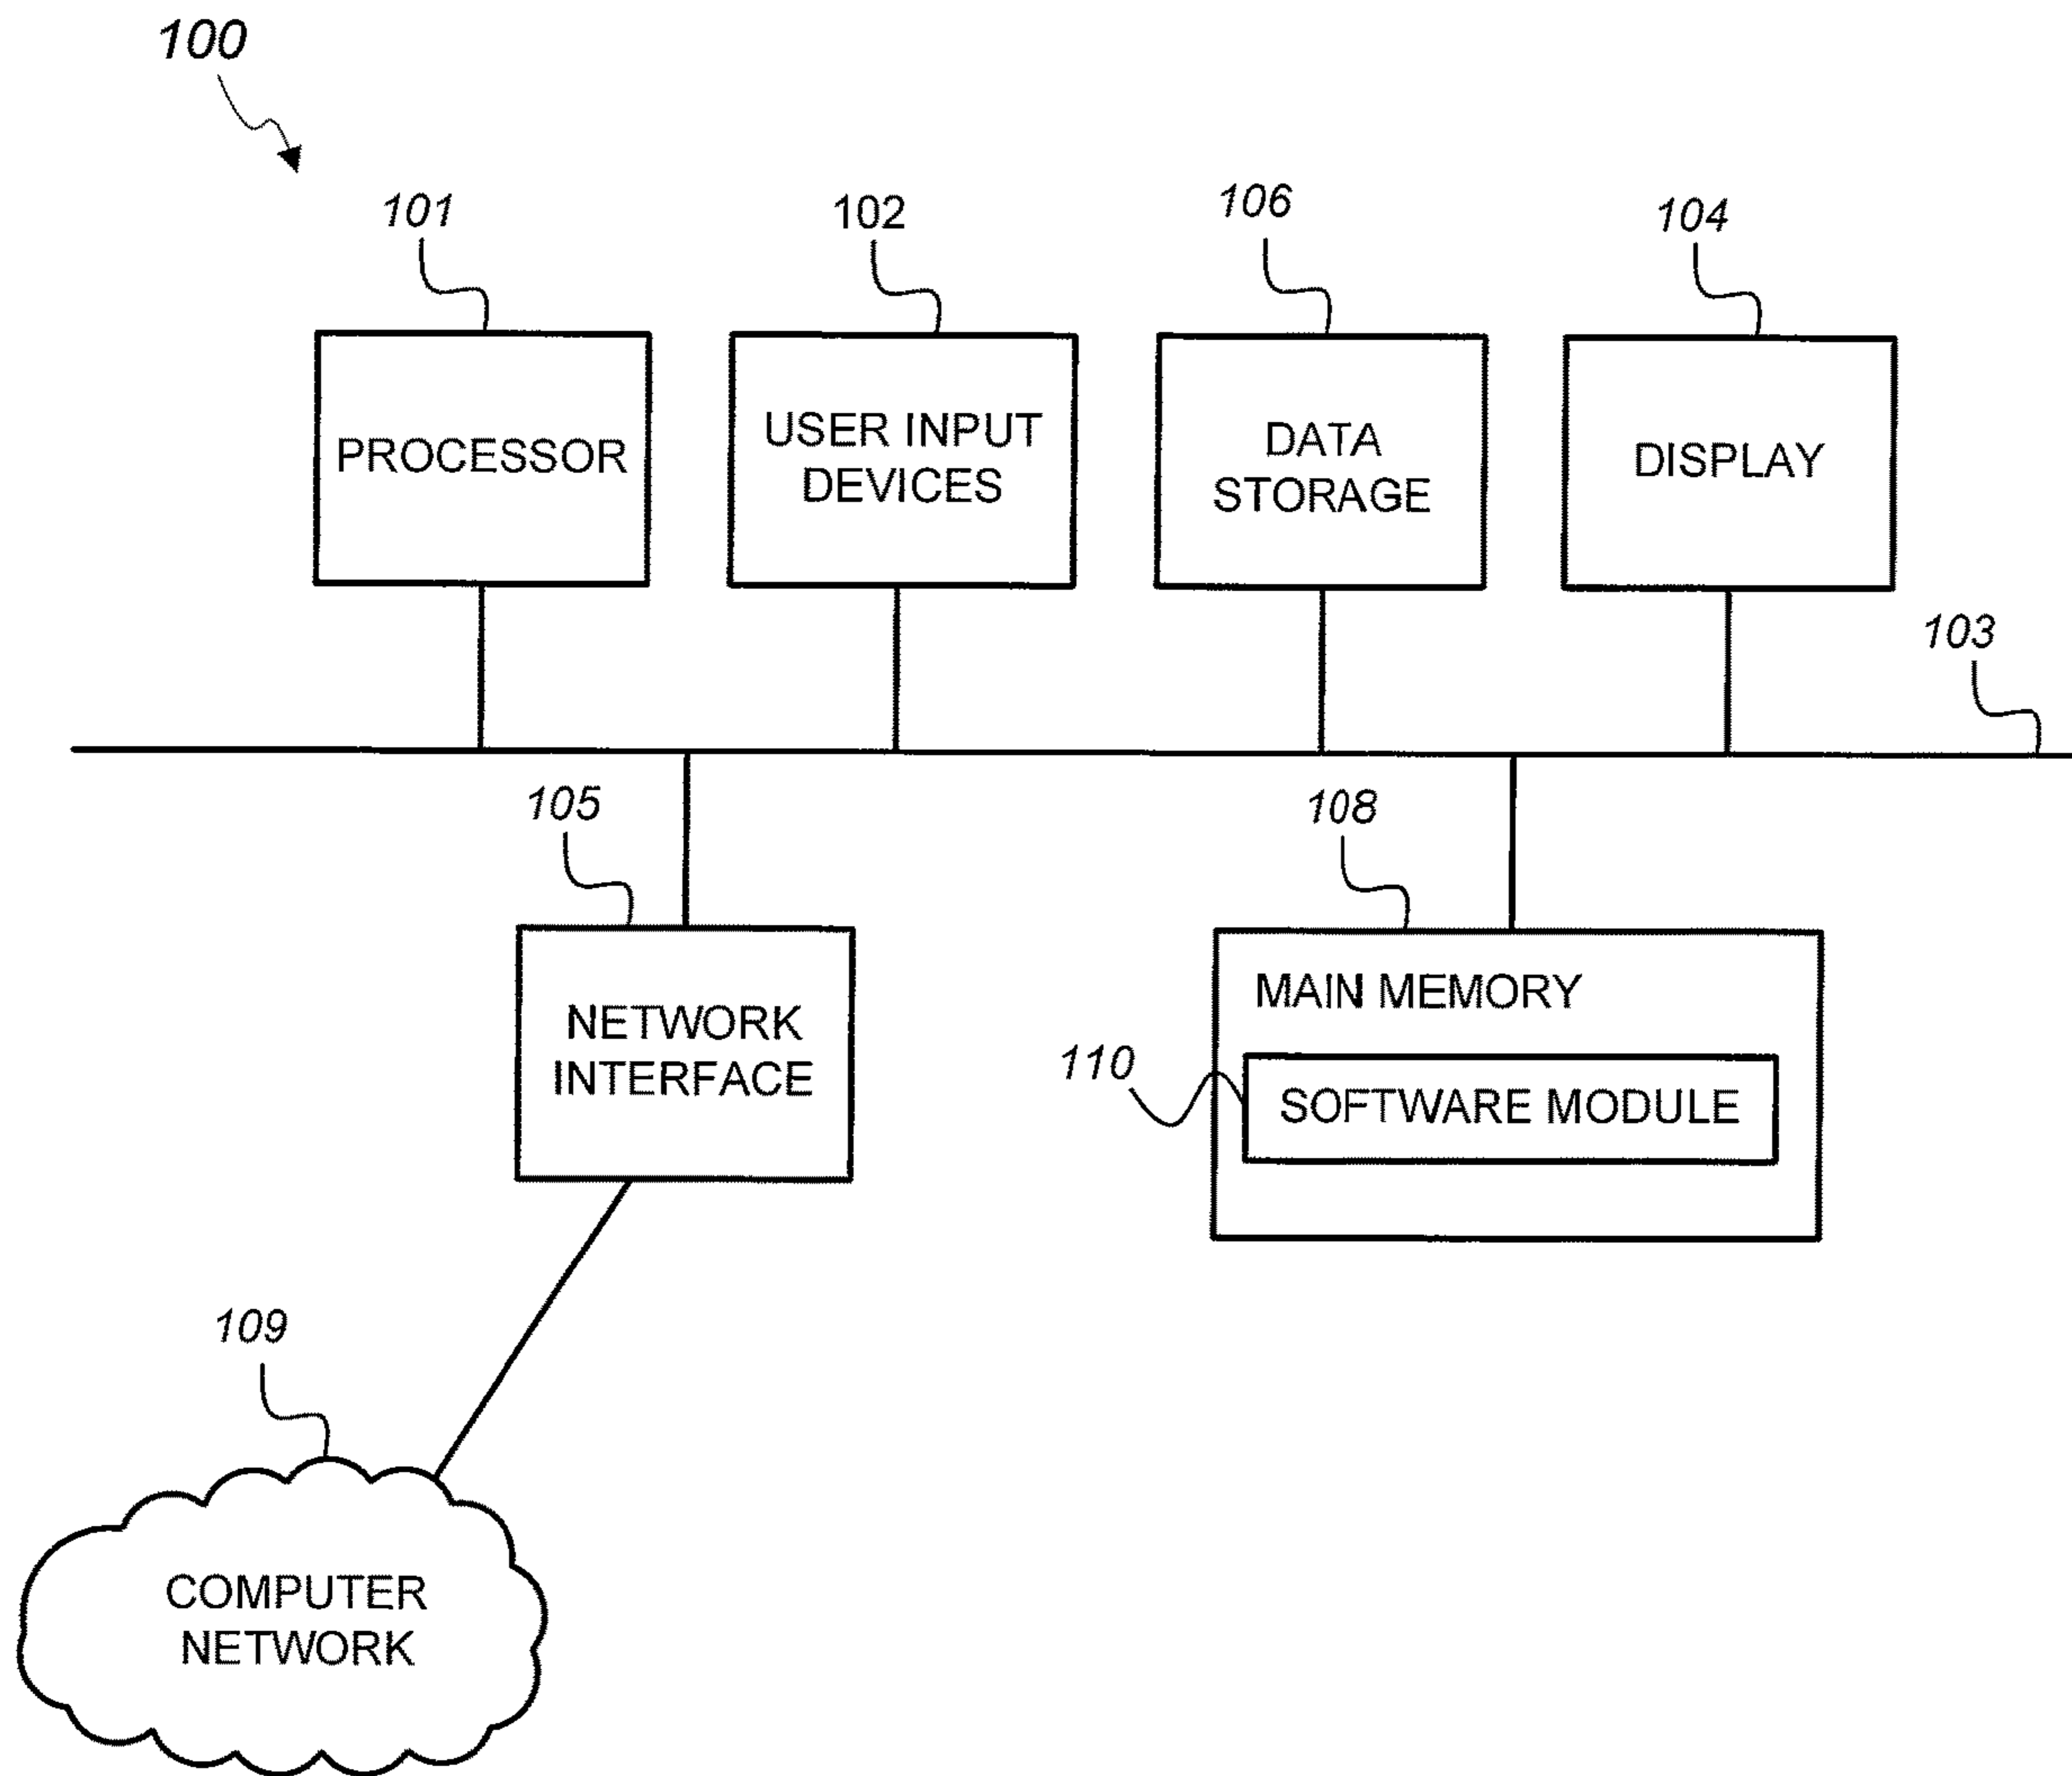 100
101
102
106
104
PROCESSOR
USER INPUT
DEVICES
DATA
STORAGE
DISPLAY
103
105
108
NETWORK
INTERFACE
MAIN MEMORY
110
SOFTWARE MODULE
109
COMPUTER
NETWORK